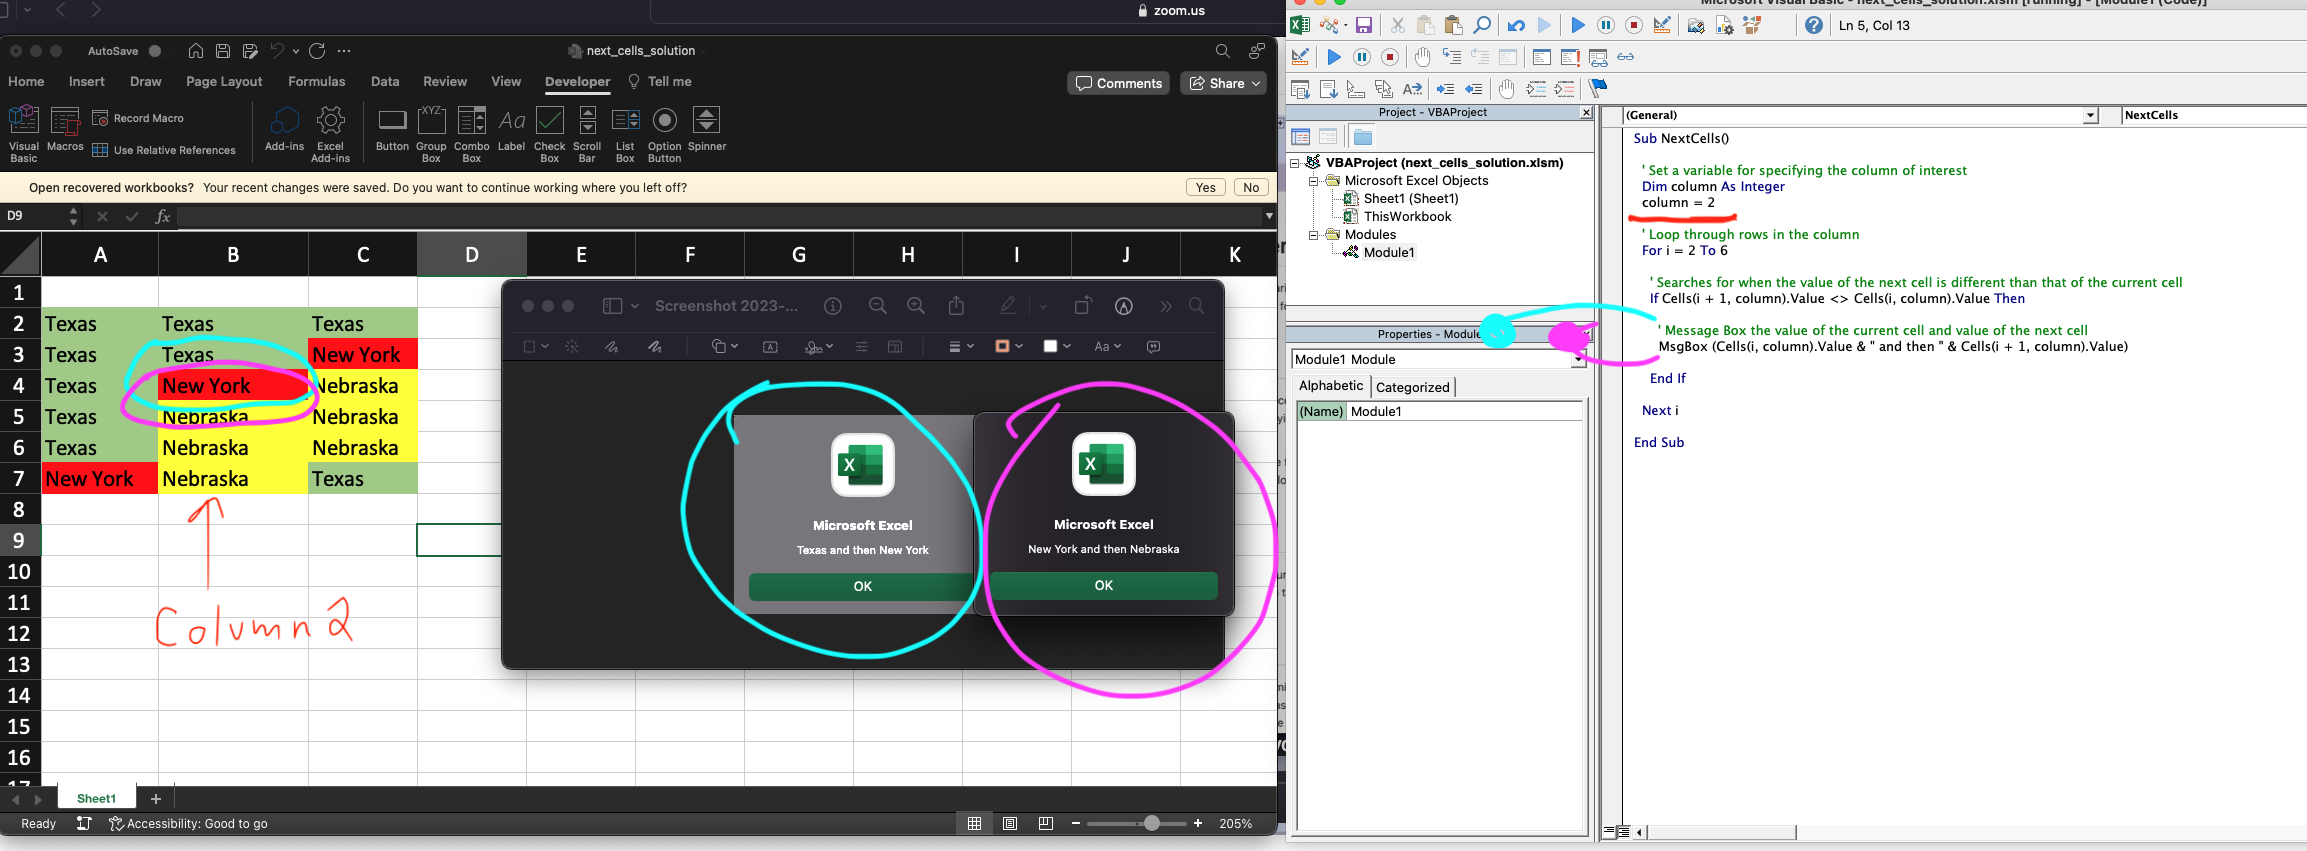 zoom.us
AutoSave
next_cells_solution
Home Insert Draw Page Layout Formulas Data Review View Developer Tell me
Comments Share
Visual Basic
Macros
Record Macro
Use Relative References
Add-ins
Excel Add-ins
Button
Group Box
Combo Box
Label
Check Box
Scroll Bar
List Box
Option Button
Spinner
Open recovered workbooks? Your recent changes were saved. Do you want to continue working where you left off?
Yes No
D9 fx
A B C D E F G H I J K
1
2 Texas Texas Texas
3 Texas Texas New York
4 Texas New York Nebraska
5 Texas Nebraska Nebraska
6 Texas Nebraska Nebraska
7 New York Nebraska Texas
8
9
10
11
12
13
14
15
16
17
Column 2
Screenshot 2023-...
Aa
Microsoft Excel
Texas and then New York
OK
Microsoft Excel
New York and then Nebraska
OK
Sheet1
Ready
Accessibility: Good to go
205%
Microsoft Visual Basic - next_cells_solution.xlsm [running] - [Module1 (Code)]
Ln 5, Col 13
Project - VBAProject
VBAProject (next_cells_solution.xlsm)
Microsoft Excel Objects
Sheet1 (Sheet1)
ThisWorkbook
Modules
Module1
Properties - Module
Module1 Module
Alphabetic Categorized
(Name) Module1
(General) NextCells
Sub NextCells()
' Set a variable for specifying the column of interest
Dim column As Integer
column = 2
' Loop through rows in the column
For i = 2 To 6
' Searches for when the value of the next cell is different than that of the current cell
If Cells(i + 1, column).Value <> Cells(i, column).Value Then
' Message Box the value of the current cell and value of the next cell
MsgBox (Cells(i, column).Value & " and then " & Cells(i + 1, column).Value)
End If
Next i
End Sub